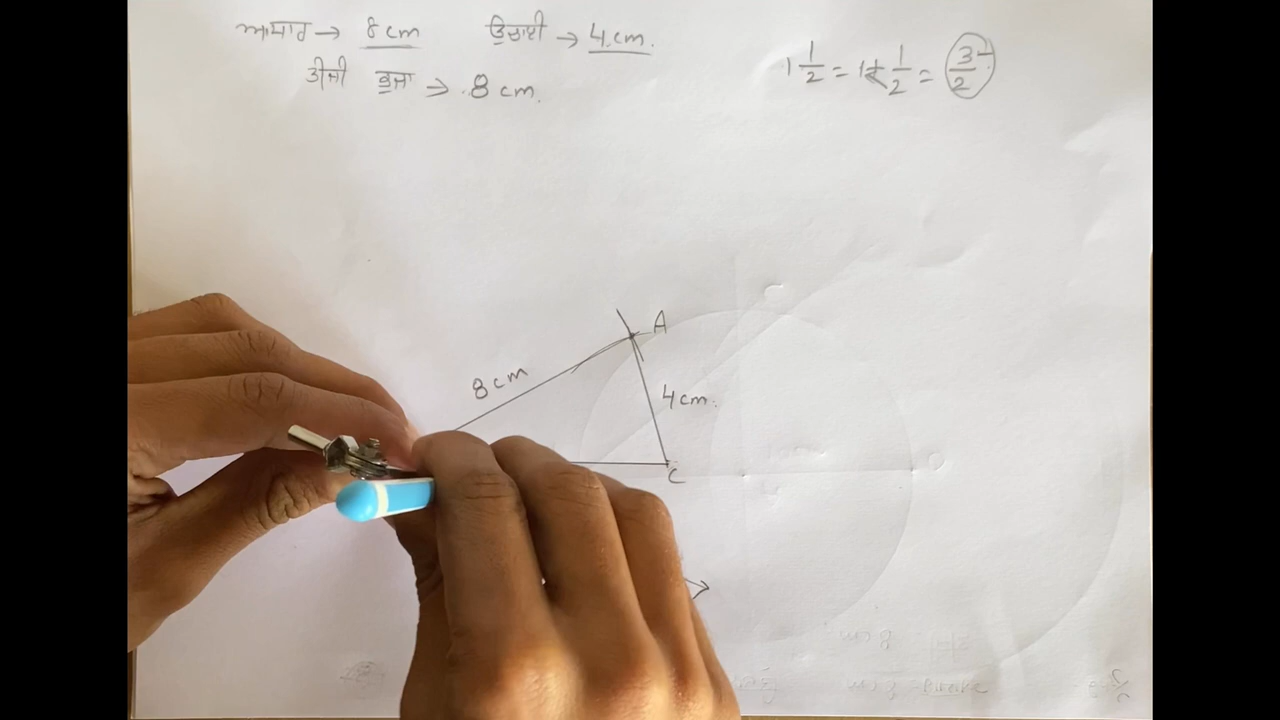 ਆਧਾਰ → 8 cm ਉਚਾਈ → 4 cm.
ਤੀਜੀ ਭੁਜਾ → 8 cm.
1 1/2 = 1 + 1/2 = 3/2
A
8 cm
4 cm.
C